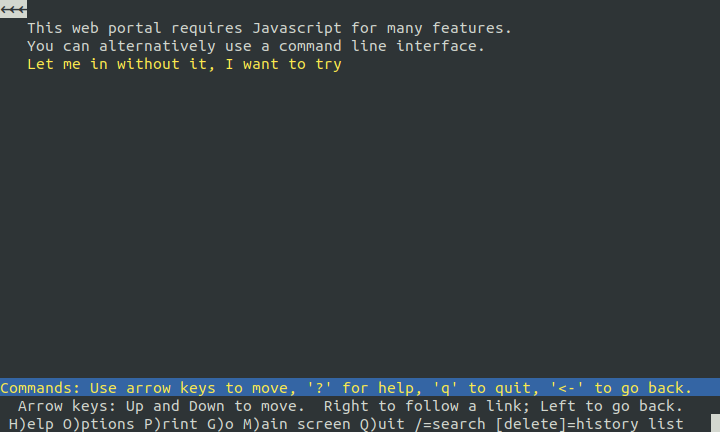 ←←←
This web portal requires Javascript for many features.
You can alternatively use a command line interface.
Let me in without it, I want to try
Commands: Use arrow keys to move, '?' for help, 'q' to quit, '<-' to go back.
Arrow keys: Up and Down to move.  Right to follow a link; Left to go back.
H)elp O)ptions P)rint G)o M)ain screen Q)uit /=search [delete]=history list